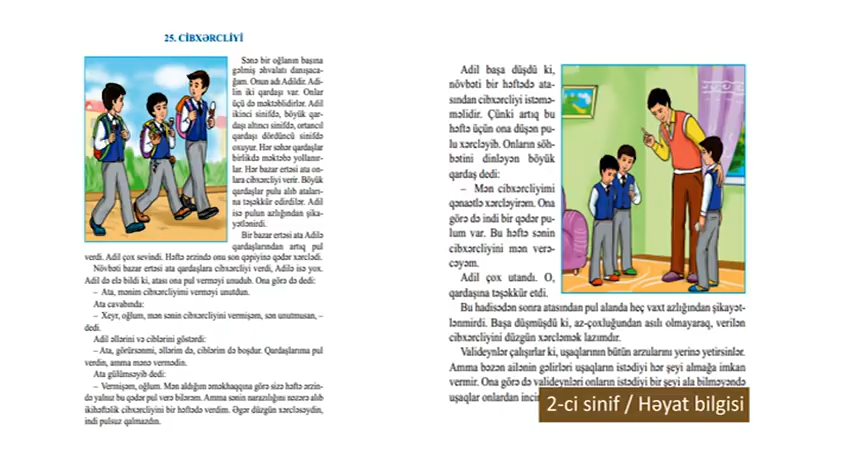 25. CİBXƏRCLİYİ
Sənə bir oğlanın başına
gəlmiş əhvalatı danışaca-
ğam. Onun adı Adildir. Adi-
lin iki qardaşı var. Onlar
üçü də məktəblidirlər. Adil
ikinci sinifdə, böyük qar-
daşı altıncı sinifdə, ortancıl
qardaşı dördüncü sinifdə
oxuyur. Hər səhər qardaşlar
birlikdə məktəbə yollanır-
lar. Hər bazar ertəsi ata on-
lara cibxərcliyi verir. Böyük
qardaşlar pulu alıb ataları-
na təşəkkür edirdilər. Adil
isə pulun azlığından şika-
yətlənirdi.
Bir bazar ertəsi ata Adilə
qardaşlarından artıq pul
verdi. Adil çox sevindi. Həftə ərzində onu son qəpiyinə qədər xərclədi.
Növbəti bazar ertəsi ata qardaşlara cibxərcliyi verdi, Adilə isə yox.
Adil də elə bildi ki, atası ona pul verməyi unudub. Ona görə də dedi:
– Ata, mənim cibxərcliyimi verməyi unutdun.
Ata cavabında:
– Xeyr, oğlum, mən sənin cibxərcliyini vermişəm, sən unutmusan, –
dedi.
Adil əllərini və ciblərini göstərdi:
– Ata, görürsənmi, əllərim də, ciblərim də boşdur. Qardaşlarıma pul
verdin, amma mənə vermədin.
Ata gülümsəyib dedi:
– Vermişəm, oğlum. Mən aldığım əməkhaqqına görə sizə həftə ərzin-
də yalnız bu qədər pul verə bilərəm. Amma sənin narazılığını nəzərə alıb
ikihəftəlik cibxərcliyini bir həftədə verdim. Əgər düzgün xərcləsəydin,
indi pulsuz qalmazdın.
Adil başa düşdü ki,
növbəti bir həftədə ata-
sından cibxərcliyi istəmə-
məlidir. Çünki artıq bu
həftə üçün ona düşən pu-
lu xərcləyib. Onların söh-
bətini dinləyən böyük
qardaş dedi:
– Mən cibxərcliyimi
qənaətlə xərcləyirəm. Ona
görə də indi bir qədər pu-
lum var. Bu həftə sənin
cibxərcliyini mən verə-
cəyəm.
Adil çox utandı. O,
qardaşına təşəkkür etdi.
Bu hadisədən sonra atasından pul alanda heç vaxt azlığından şikayət-
lənmirdi. Başa düşmüşdü ki, az-çoxluğundan asılı olmayaraq, verilən
cibxərcliyini düzgün xərcləmək lazımdır.
Valideynlər çalışırlar ki, uşaqlarının bütün arzularını yerinə yetirsinlər.
Amma bəzən ailənin gəlirləri uşaqların istədiyi hər şeyi almağa imkan
vermir. Ona görə də valideynləri onların istədiyi bir şeyi ala bilməyəndə
uşaqlar onlardan
2-ci sinif / Həyat bilgisi